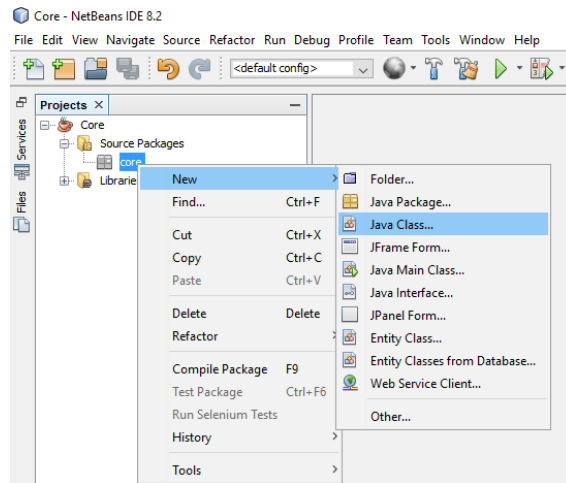 Core - NetBeans IDE 8.2
File Edit View Navigate Source Refactor Run Debug Profile Team Tools Window Help
<default config>
Projects
Services
Files
Core
Source Packages
core
Librarie
New
Find... Ctrl+F
Cut Ctrl+X
Copy Ctrl+C
Paste Ctrl+V
Delete Delete
Refactor
Compile Package F9
Test Package Ctrl+F6
Run Selenium Tests
History
Tools
Folder...
Java Package...
Java Class...
JFrame Form...
Java Main Class...
Java Interface...
JPanel Form...
Entity Class...
Entity Classes from Database...
Web Service Client...
Other...